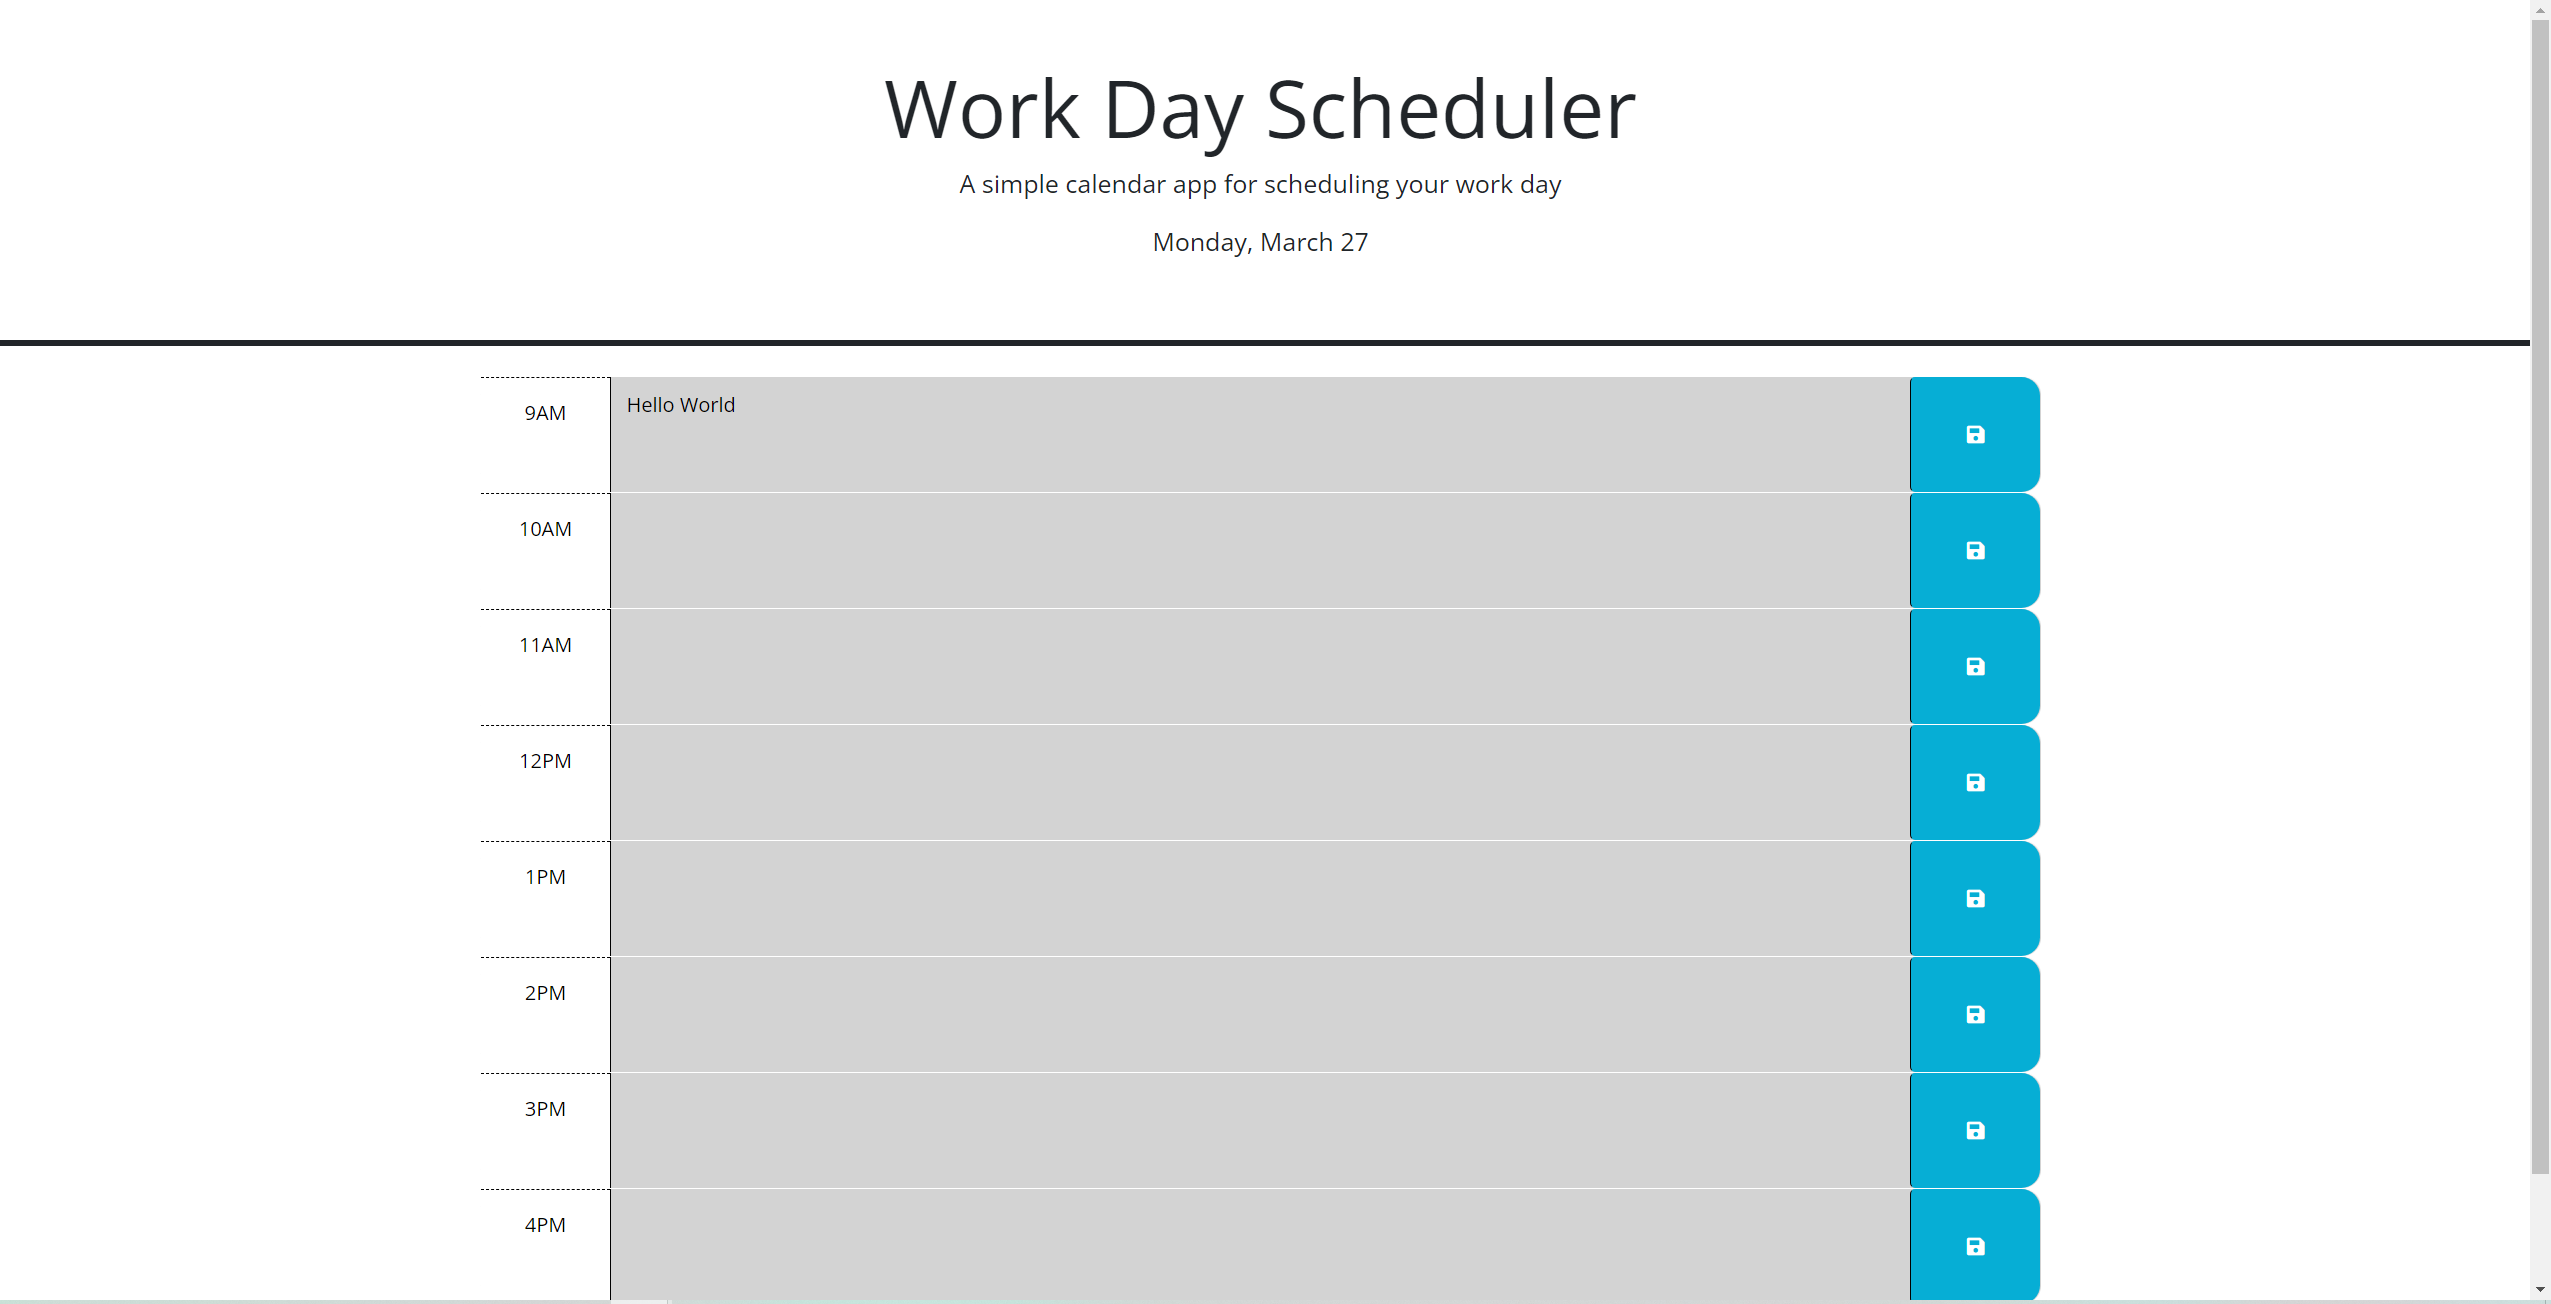 Work Day Scheduler
A simple calendar app for scheduling your work day
Monday, March 27
9AM
Hello World
10AM
11AM
12PM
1PM
2PM
3PM
4PM